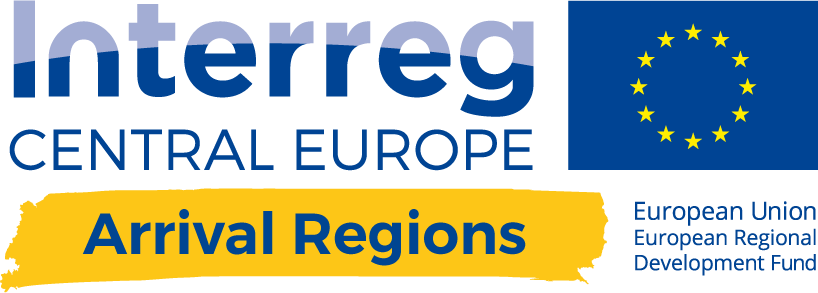 Interreg
CENTRAL EUROPE
Arrival Regions
European Union
European Regional
Development Fund